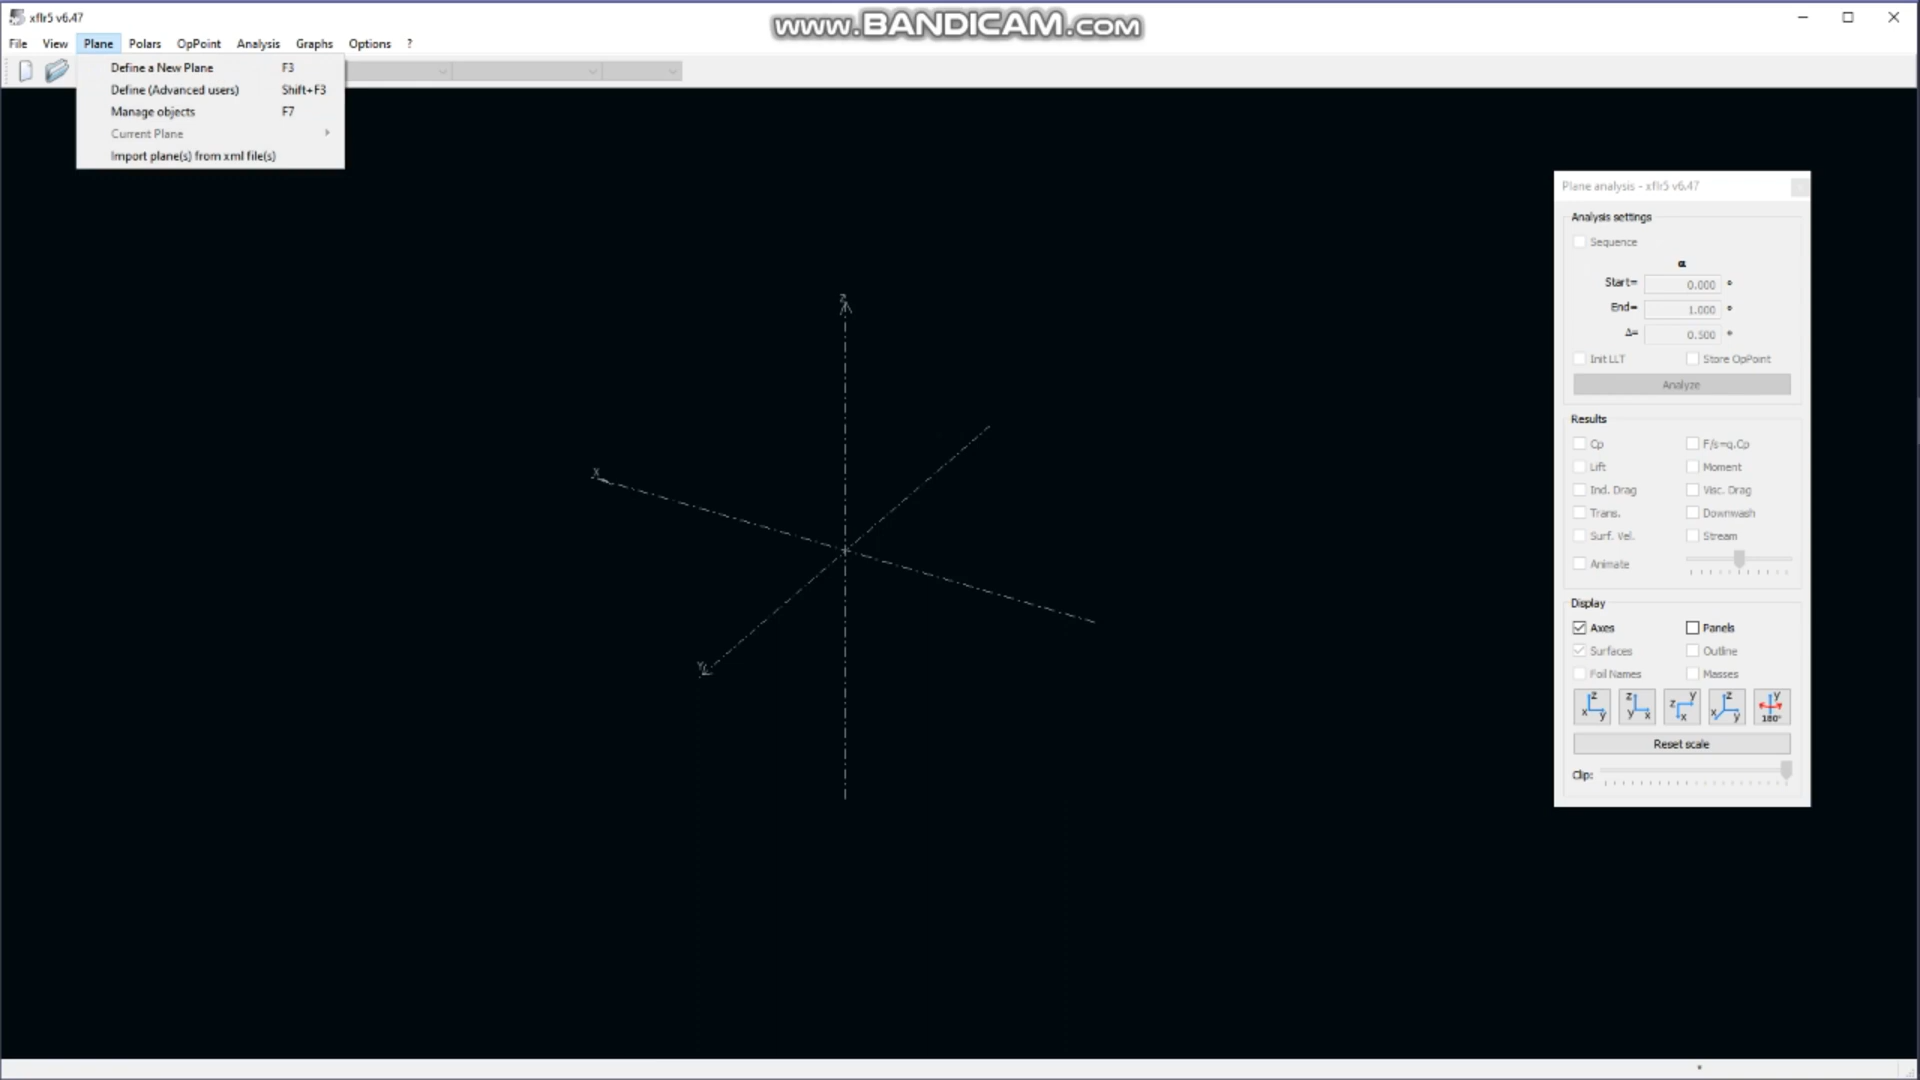 xflr5 v6.47
www.BANDICAM.com
File View Plane Polars OpPoint Analysis Graphs Options ?
Define a New Plane F3
Define (Advanced users) Shift+F3
Manage objects F7
Current Plane
Import plane(s) from xml file(s)
Z
X
Y
Plane analysis - xflr5 v6.47
Analysis settings
Sequence
α
Start= 0.000 °
End= 1.000 °
Δ= 0.500 °
Init LLT Store OpPoint
Analyze
Results
Cp F/s=q.Cp
Lift Moment
Ind. Drag Visc. Drag
Trans. Downwash
Surf. Vel. Stream
Animate
Display
Axes Panels
Surfaces Outline
Foil Names Masses
z x y z y x y z x z x y y 180°
Reset scale
Clip: